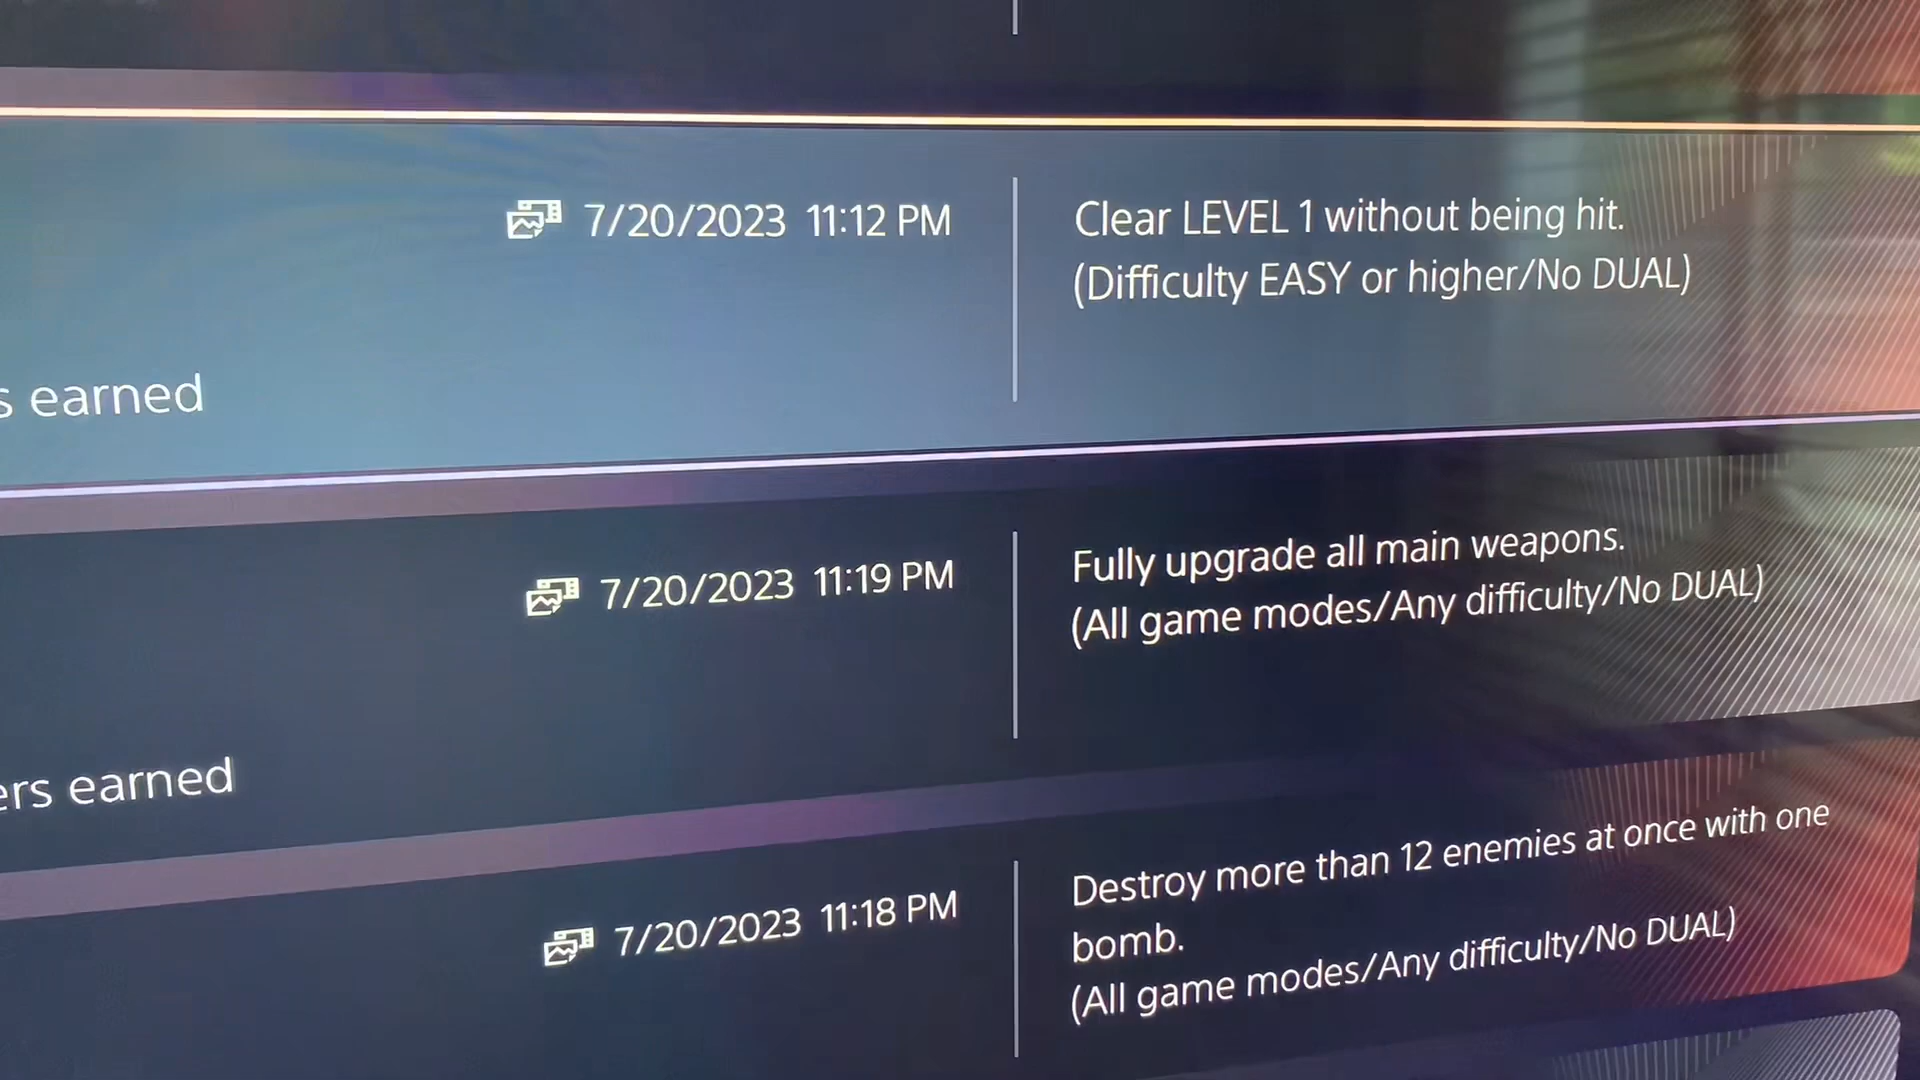 7/20/2023 11:12 PM
Clear LEVEL 1 without being hit.
(Difficulty EASY or higher/No DUAL)
earned
7/20/2023 11:19 PM
Fully upgrade all main weapons.
(All game modes/Any difficulty/No DUAL)
earned
7/20/2023 11:18 PM
Destroy more than 12 enemies at once with one
bomb.
(All game modes/Any difficulty/No DUAL)